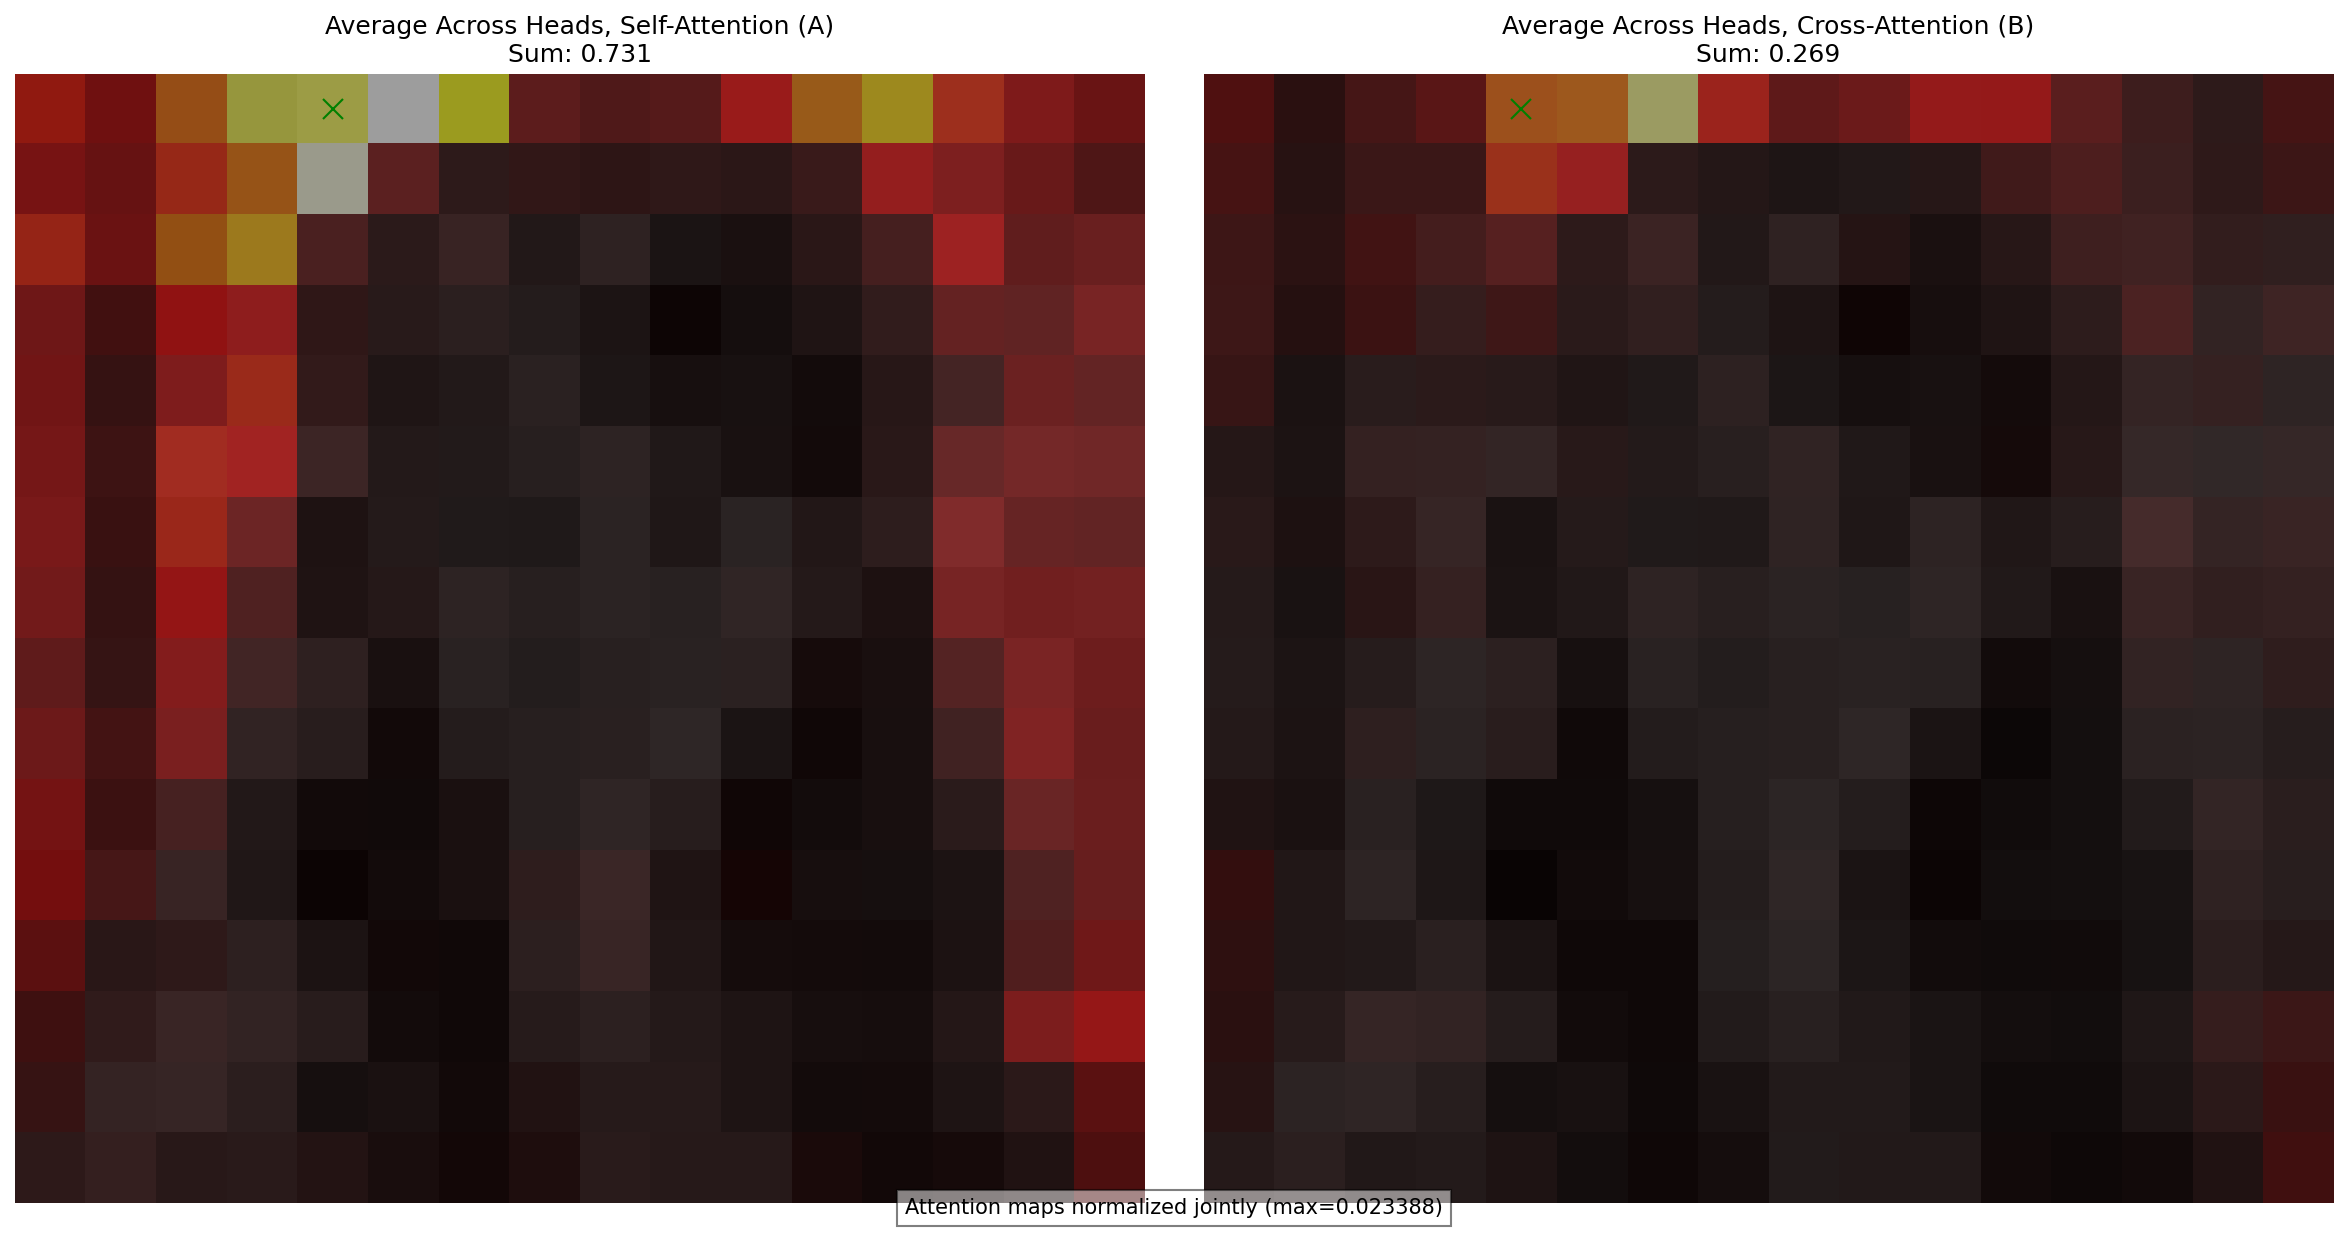 Average Across Heads, Self-Attention (A)
Sum: 0.731
Average Across Heads, Cross-Attention (B)
Sum: 0.269
Attention maps normalized jointly (max=0.023388)